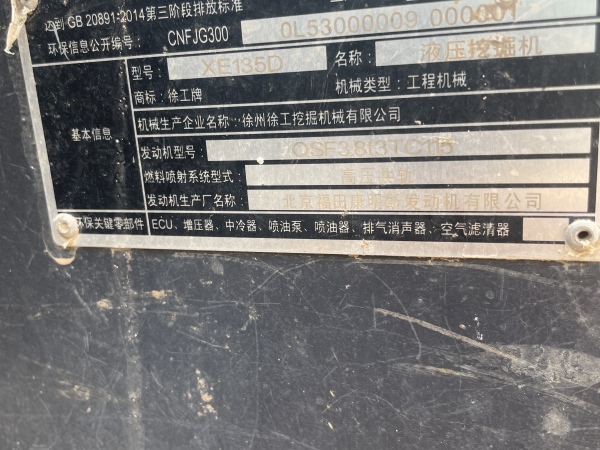 达到 GB 20891-2014第三阶段排放标准
环保信息公开编号： CNFJG300 0L53000009 000001
型号： XE135D 名称： 液压挖掘机
商标：徐工牌 机械类型：工程机械
机械生产企业名称：徐州徐工挖掘机械有限公司
基本信息
发动机型号： QSF3.8t3TC115
燃料喷射系统型式： 高压共轨
发动机生产厂名称： 北京福田康明斯发动机有限公司
环保关键零部件 ECU、增压器、中冷器、喷油泵、喷油器、排气消声器、空气滤清器